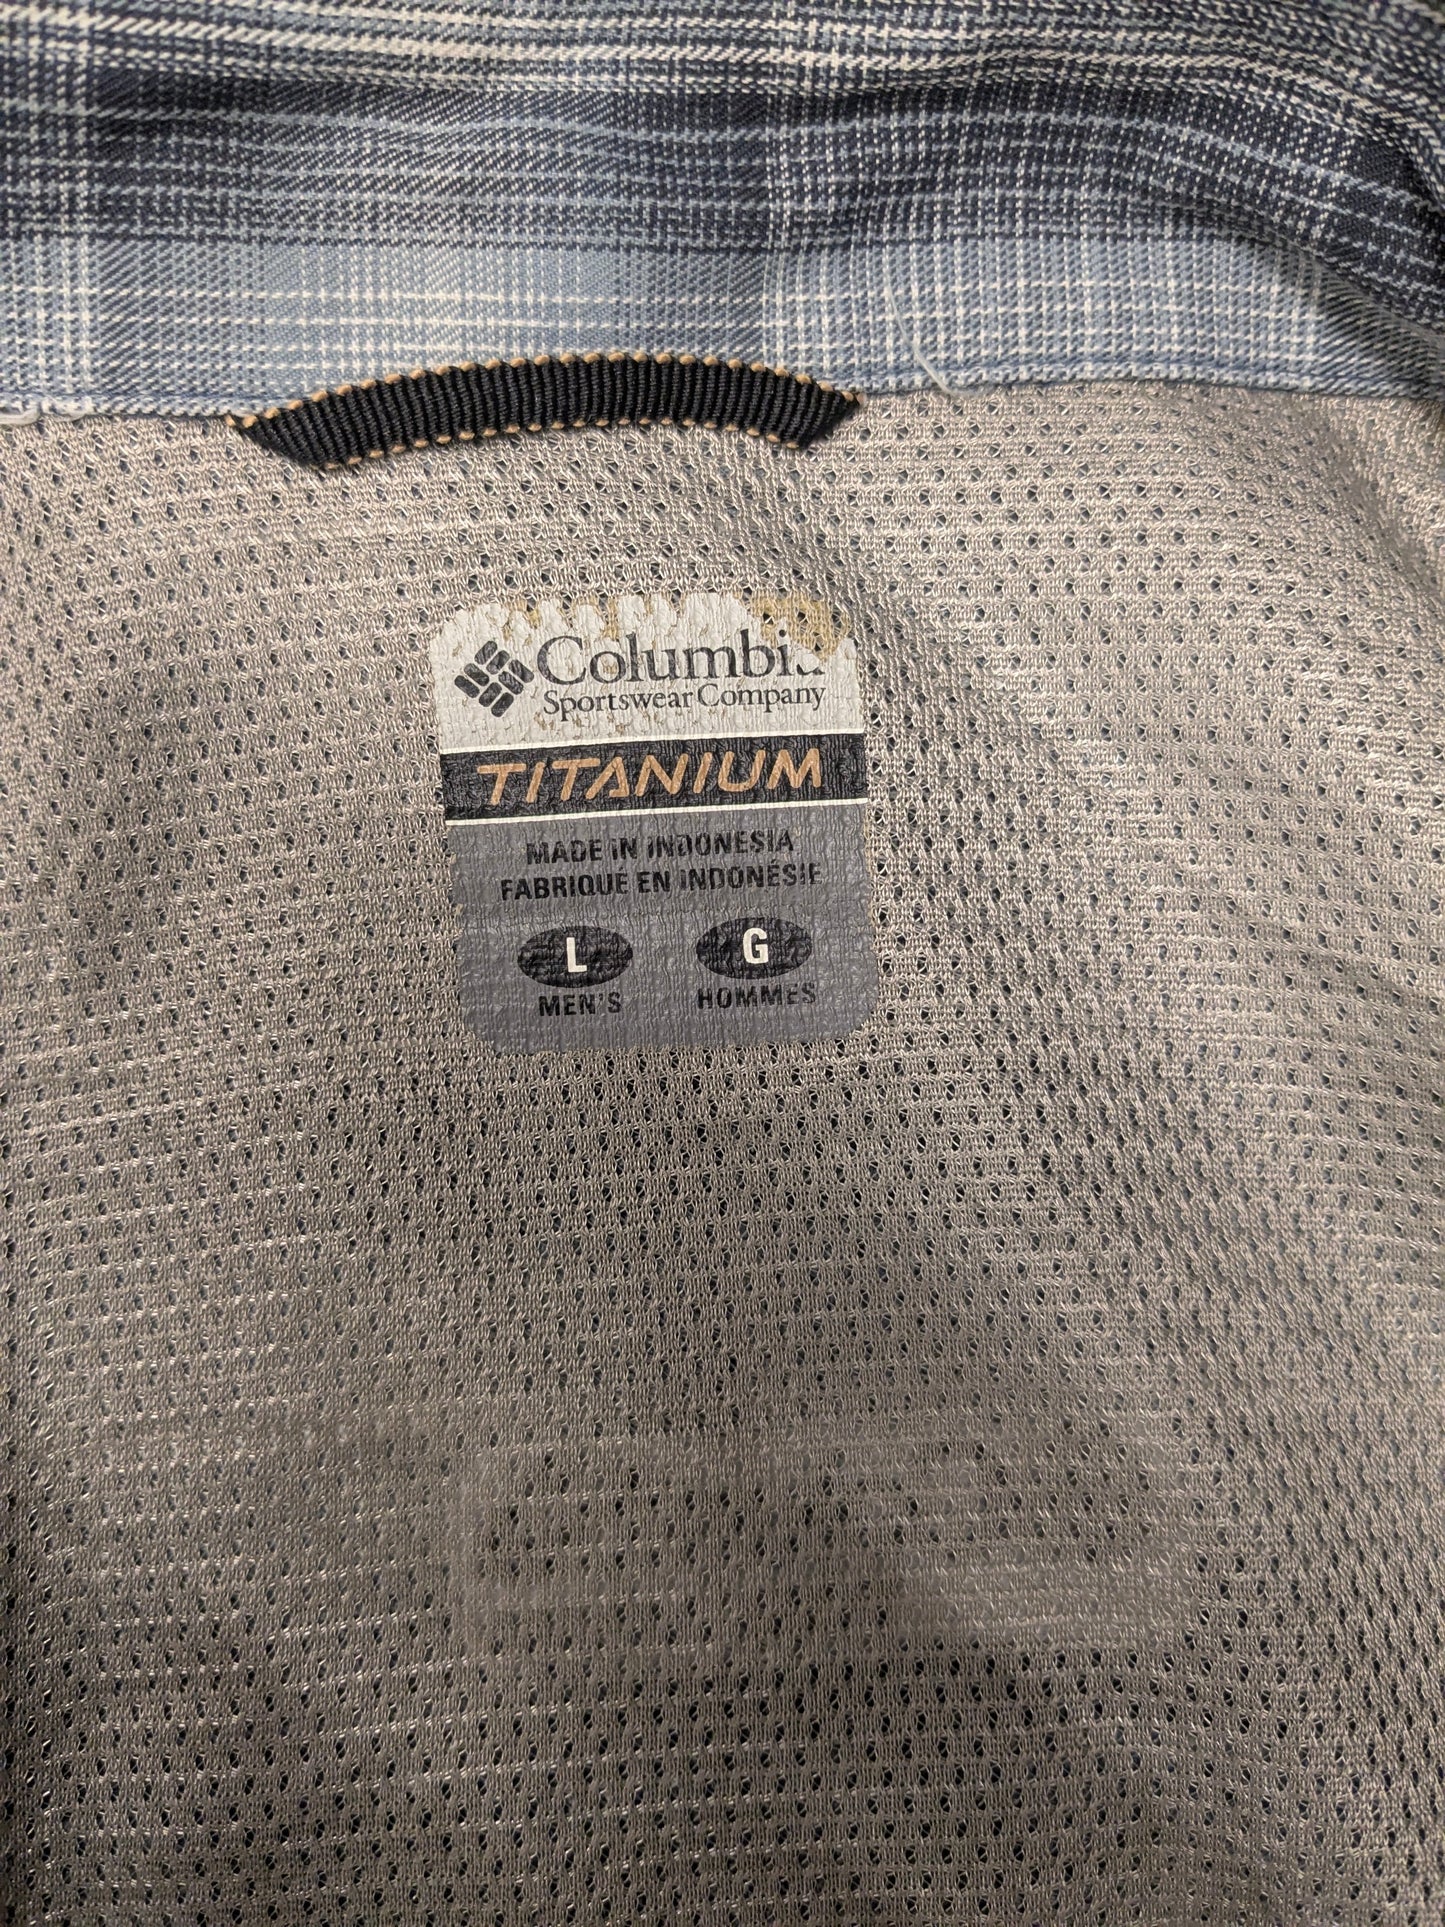 Columbia
Sportswear Company
TITANIUM
MADE IN INDONESIA
FABRIQUÉ EN INDONÉSIE
L G
MEN'S HOMMES